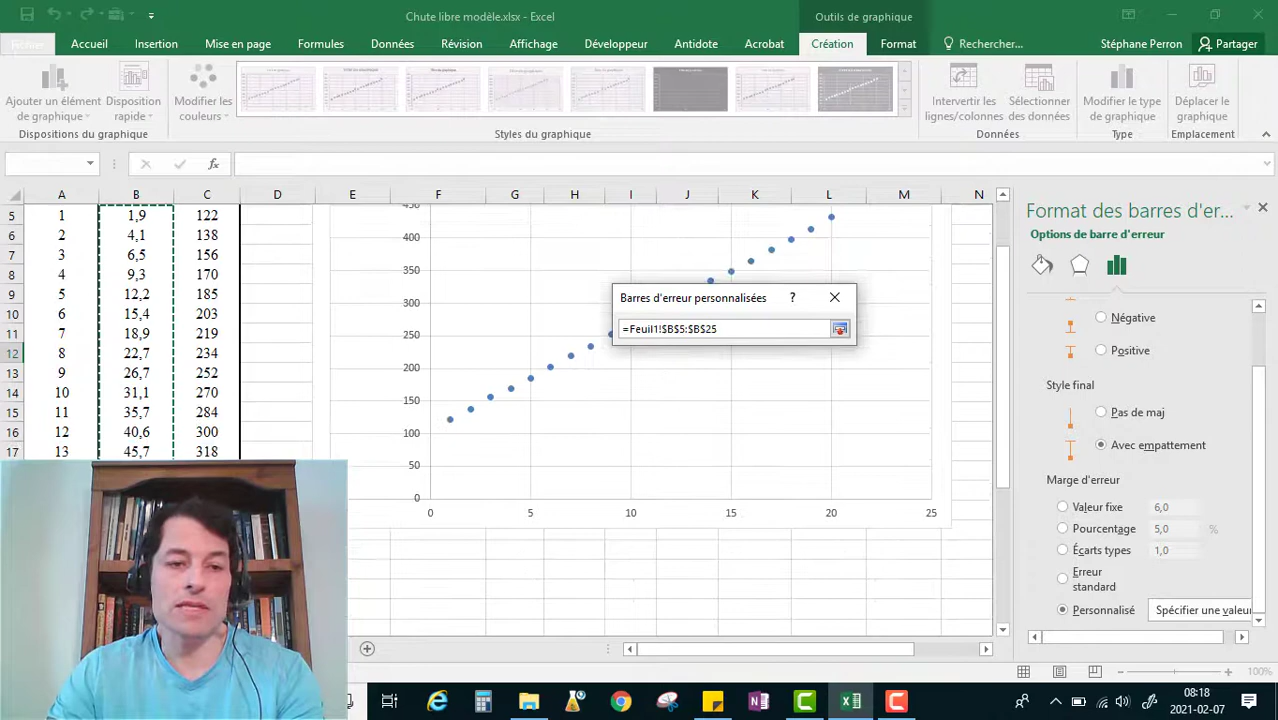 Chute libre modèle.xlsx - Excel
Outils de graphique
Fichier Accueil Insertion Mise en page Formules Données Révision Affichage Développeur Antidote Acrobat Création Format Rechercher... Stéphane Perron Partager
Ajouter un élément
de graphique
Disposition
rapide
Modifier les
couleurs
Intervertir les
lignes/colonnes
Sélectionner
des données
Modifier le type
de graphique
Déplacer le
graphique
Dispositions du graphique
Styles du graphique
Données
Type
Emplacement
fx
A B C D E F G H I J K L M N
5 1 1,9 122
6 2 4,1 138
7 3 6,5 156
8 4 9,3 170
9 5 12,2 185
10 6 15,4 203
11 7 18,9 219
12 8 22,7 234
13 9 26,7 252
14 10 31,1 270
15 11 35,7 284
16 12 40,6 300
17 13 45,7 318
450
400
350
300
250
200
150
100
50
0
0 5 10 15 20 25
Barres d'erreur personnalisées ?
=Feuil1!$B$5:$B$25
Format des barres d'er...
Options de barre d'erreur
Négative
Positive
Style final
Pas de maj
Avec empattement
Marge d'erreur
Valeur fixe 6,0
Pourcentage 5,0 %
Écarts types 1,0
Erreur
standard
Personnalisé Spécifier une valeur
100%
08:18
2021-02-07